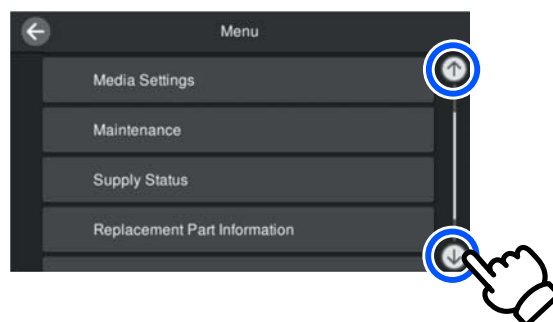 Menu
Media Settings
Maintenance
Supply Status
Replacement Part Information